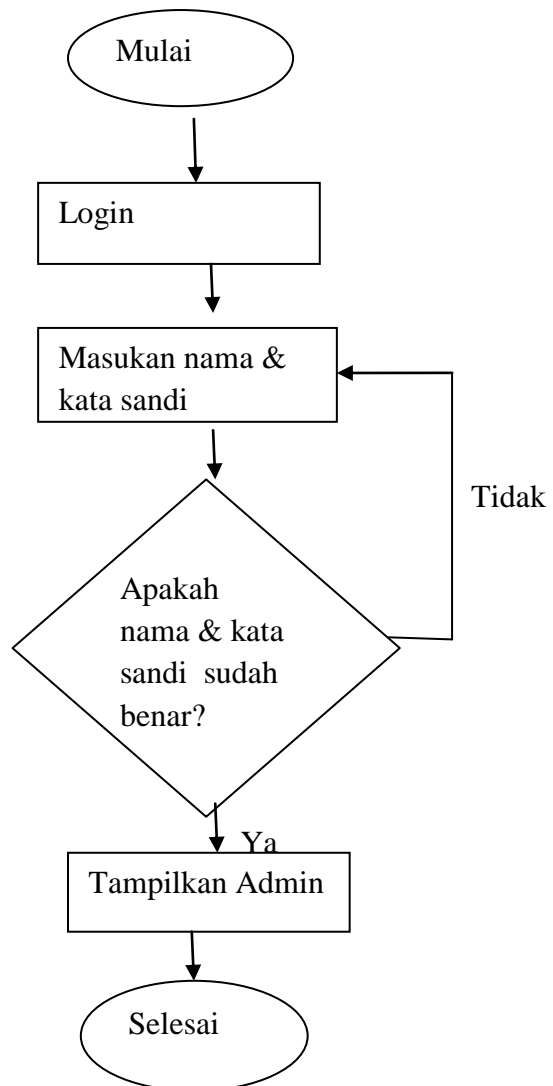 Mulai
Login
Masukan nama &
kata sandi
Tidak
Apakah
nama & kata
sandi sudah
benar?
Ya
Tampilkan Admin
Selesai